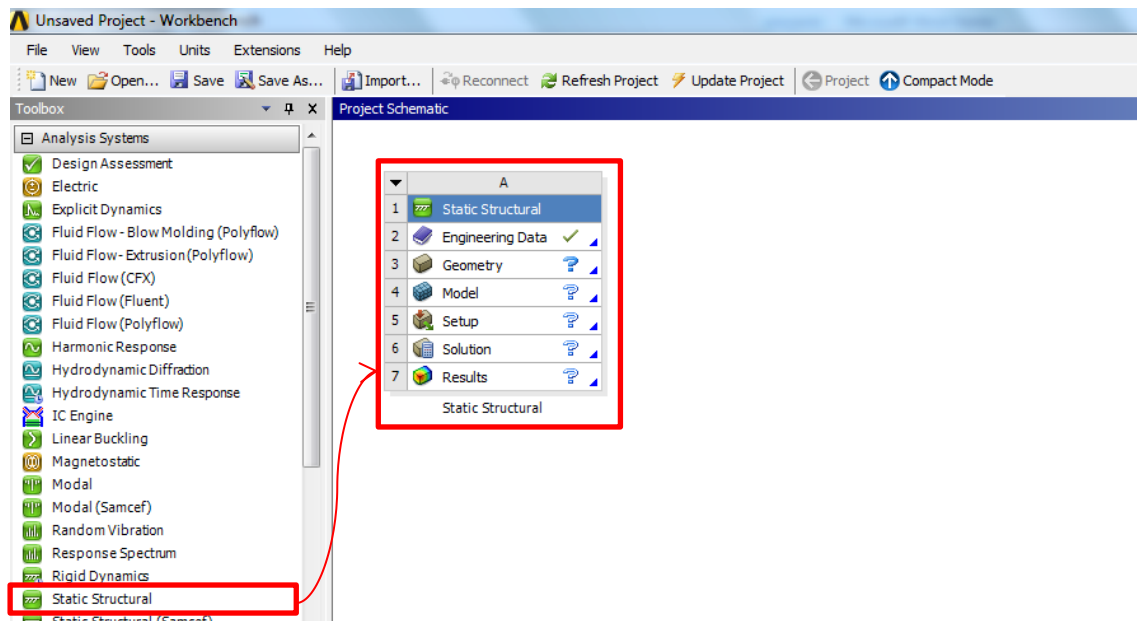 Unsaved Project - Workbench
File View Tools Units Extensions Help
New Open... Save Save As... Import... Reconnect Refresh Project Update Project Project Compact Mode
Toolbox
Project Schematic
Analysis Systems
Design Assessment
Electric
Explicit Dynamics
Fluid Flow - Blow Molding (Polyflow)
Fluid Flow - Extrusion (Polyflow)
Fluid Flow (CFX)
Fluid Flow (Fluent)
Fluid Flow (Polyflow)
Harmonic Response
Hydrodynamic Diffraction
Hydrodynamic Time Response
IC Engine
Linear Buckling
Magnetostatic
Modal
Modal (Samcef)
Random Vibration
Response Spectrum
Rigid Dynamics
Static Structural
Static Structural (Samcef)
A
1 Static Structural
2 Engineering Data
3 Geometry
4 Model
5 Setup
6 Solution
7 Results
Static Structural